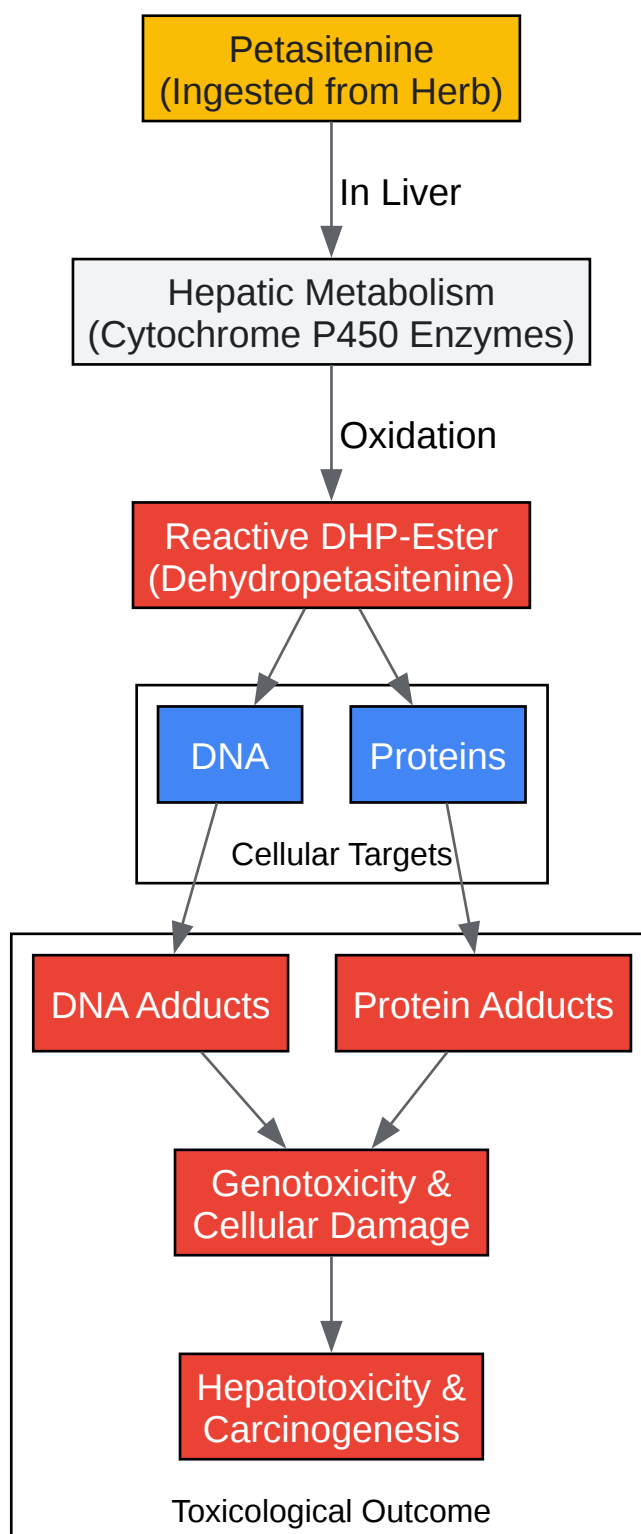 Petasitenine
(Ingested from Herb)
In Liver
Hepatic Metabolism
(Cytochrome P450 Enzymes)
Oxidation
Reactive DHP-Ester
(Dehydropetasitenine)
DNA
Proteins
Cellular Targets
DNA Adducts
Protein Adducts
Genotoxicity &
Cellular Damage
Hepatotoxicity &
Carcinogenesis
Toxicological Outcome